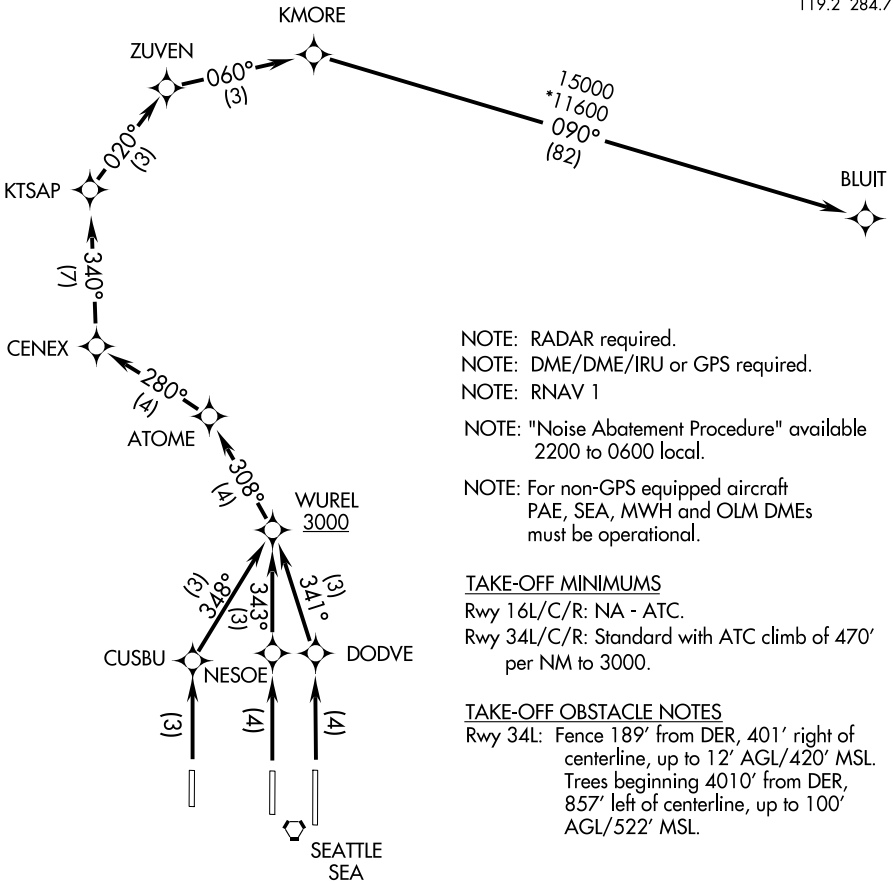 119.2 284.7
KMORE
ZUVEN
060°
(3)
15000
*11600
090°
(82)
020°
(3)
KTSAP
BLUIT
340°
(7)
CENEX
280°
(4)
ATOME
308°
(4)
WUREL
3000
(3)
348°
343°
(3)
(3)
341°
CUSBU
NESOE
DODVE
(3)
(4)
(4)
SEATTLE
SEA
NOTE: RADAR required.
NOTE: DME/DME/IRU or GPS required.
NOTE: RNAV 1
NOTE: "Noise Abatement Procedure" available
2200 to 0600 local.
NOTE: For non-GPS equipped aircraft
PAE, SEA, MWH and OLM DMEs
must be operational.
TAKE-OFF MINIMUMS
Rwy 16L/C/R: NA - ATC.
Rwy 34L/C/R: Standard with ATC climb of 470'
per NM to 3000.
TAKE-OFF OBSTACLE NOTES
Rwy 34L: Fence 189' from DER, 401' right of
centerline, up to 12' AGL/420' MSL.
Trees beginning 4010' from DER,
857' left of centerline, up to 100'
AGL/522' MSL.